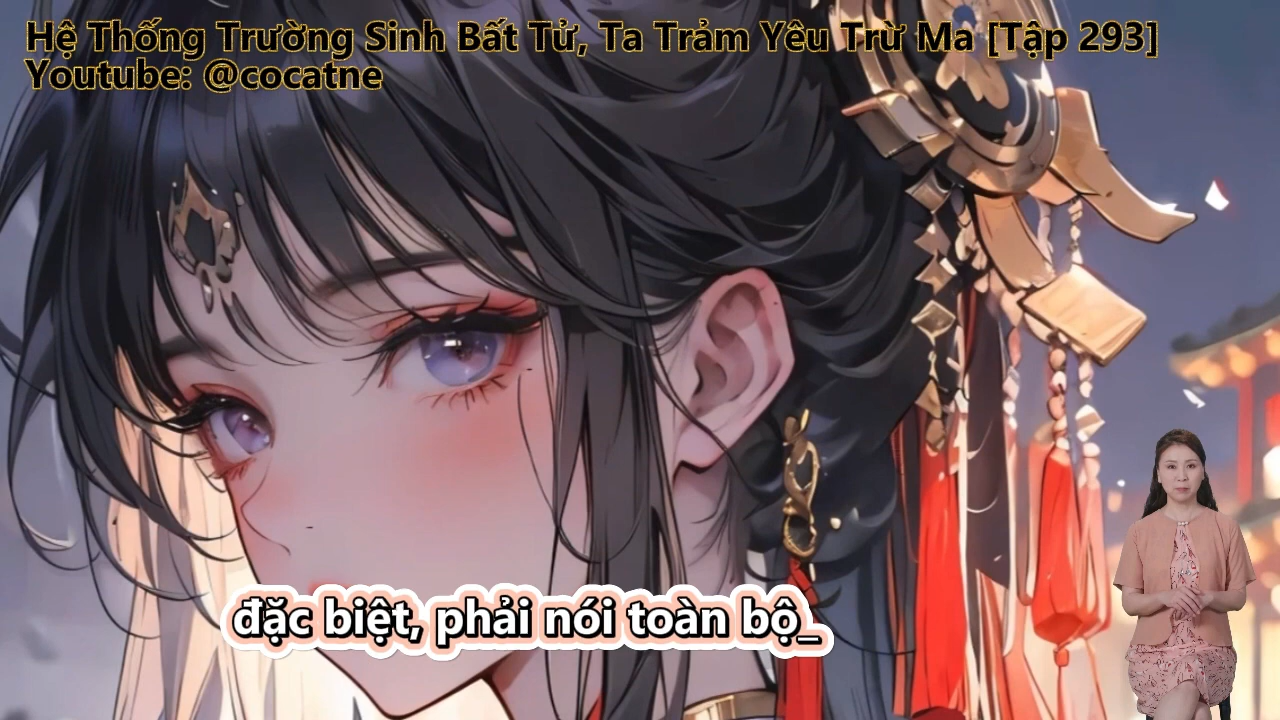 Hệ Thống Trường Sinh Bất Tử, Ta Trảm Yêu Trừ Ma [Tập 293]
Youtube: @cocatne
đặc biệt, phải nói toàn bộ_